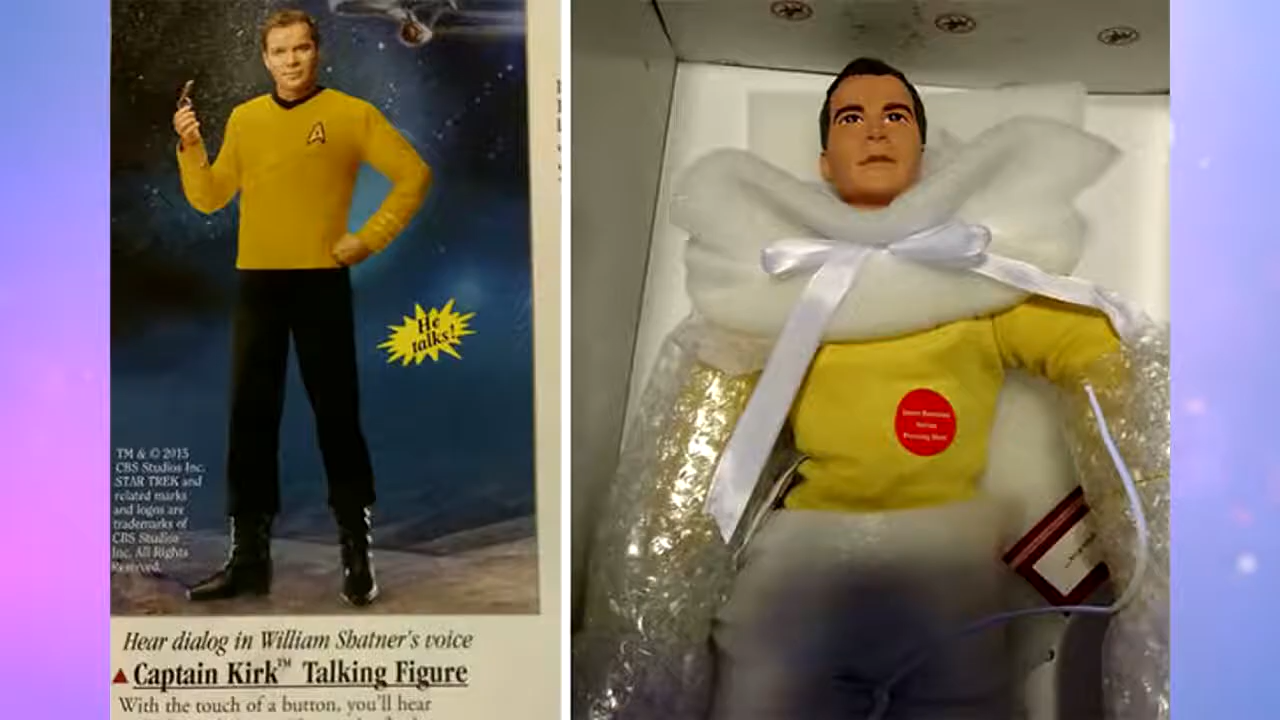 He
talks!
TM & © 2015
CBS Studios Inc.
STAR TREK and
related marks
and logos are
trademarks of
CBS Studios
Inc. All Rights
Reserved.
Hear dialog in William Shatner's voice
Captain Kirk™ Talking Figure
With the touch of a button, you'll hear